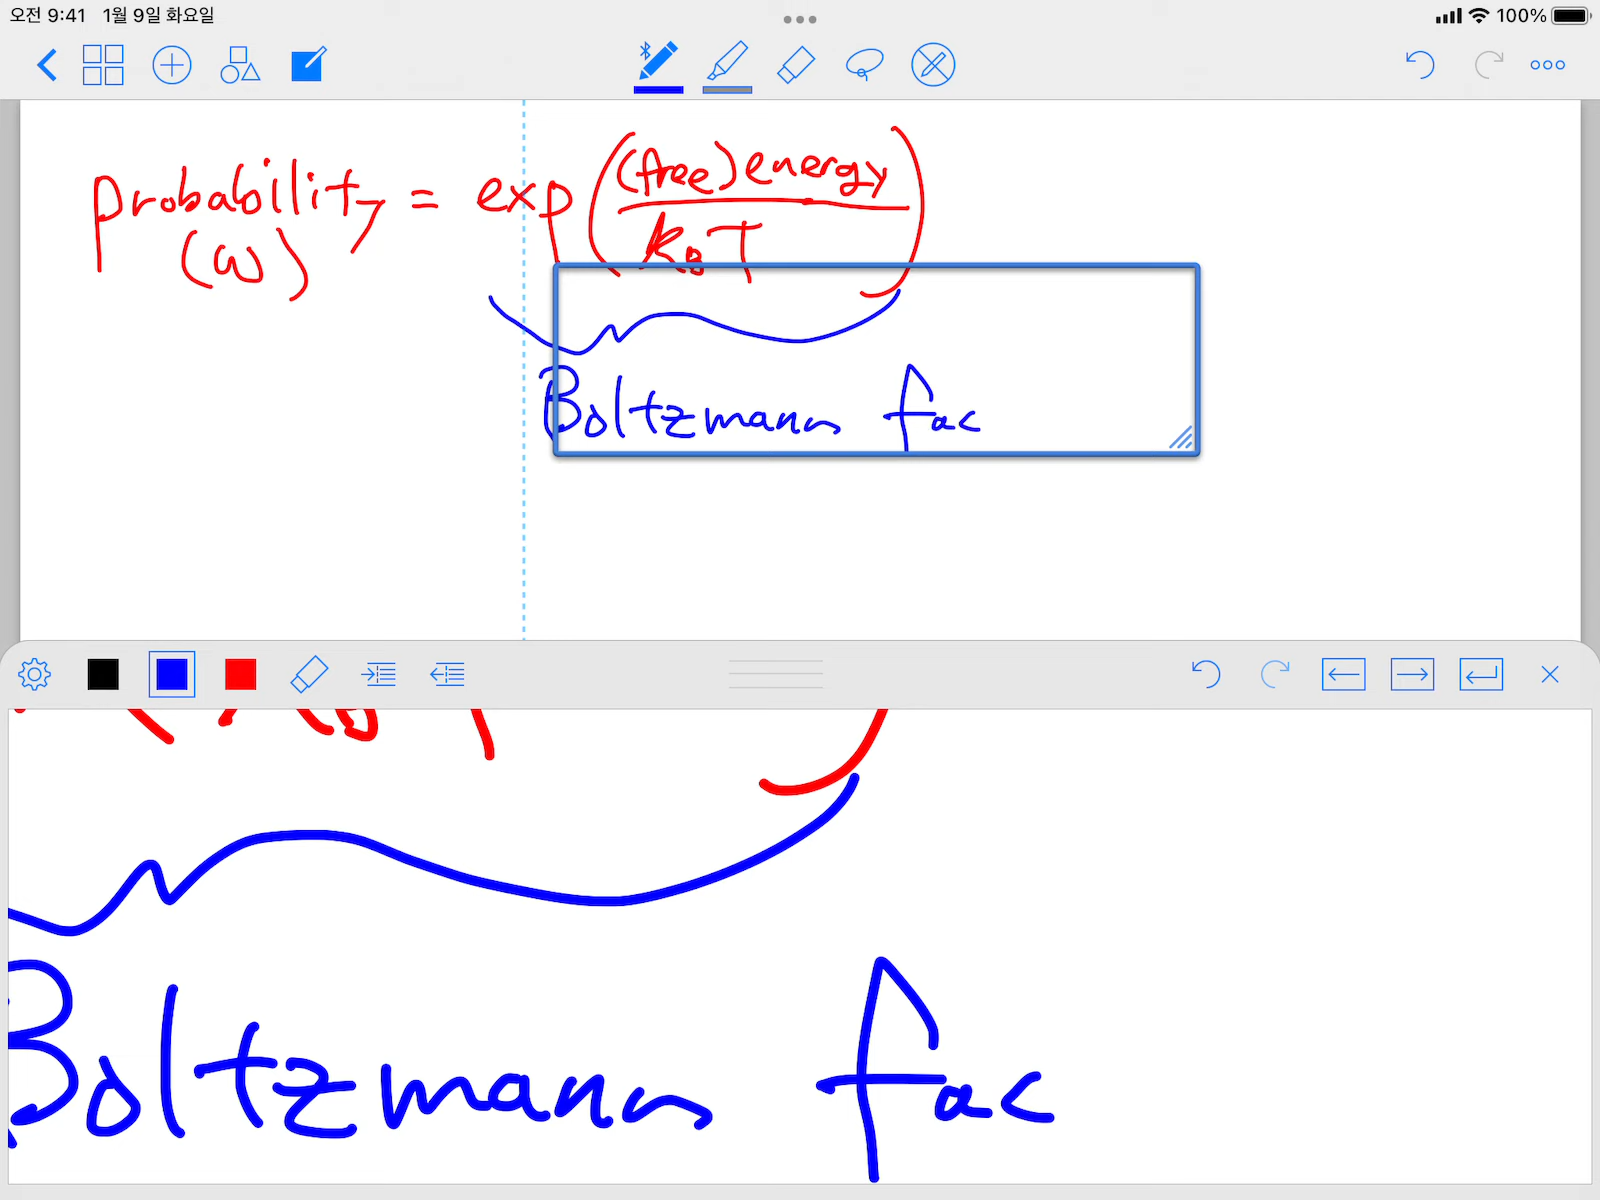 오전 9:41 1월 9일 화요일 100%
probability = exp((free)energy / k_B T)
(ω)
Boltzmann fac
Boltzmann fac